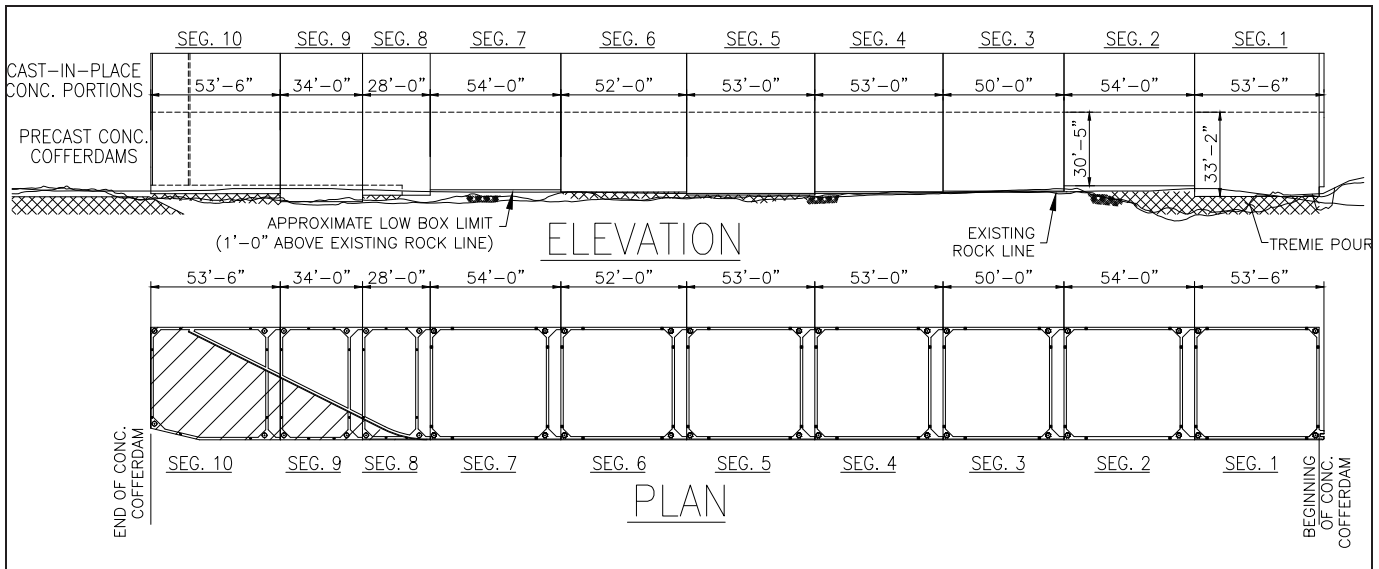 SEG. 10 SEG. 9 SEG. 8 SEG. 7 SEG. 6 SEG. 5 SEG. 4 SEG. 3 SEG. 2 SEG. 1
CAST-IN-PLACE
CONC. PORTIONS
53'-6" 34'-0" 28'-0" 54'-0" 52'-0" 53'-0" 53'-0" 50'-0" 54'-0" 53'-6"
PRECAST CONC.
COFFERDAMS
30'-5"
33'-2"
APPROXIMATE LOW BOX LIMIT
(1'-0" ABOVE EXISTING ROCK LINE)
ELEVATION
EXISTING
ROCK LINE
TREMIE POUR
53'-6" 34'-0" 28'-0" 54'-0" 52'-0" 53'-0" 53'-0" 50'-0" 54'-0" 53'-6"
END OF CONC.
COFFERDAM
SEG. 10 SEG. 9 SEG. 8 SEG. 7 SEG. 6 SEG. 5 SEG. 4 SEG. 3 SEG. 2 SEG. 1
BEGINNING
OF CONC.
COFFERDAM
PLAN